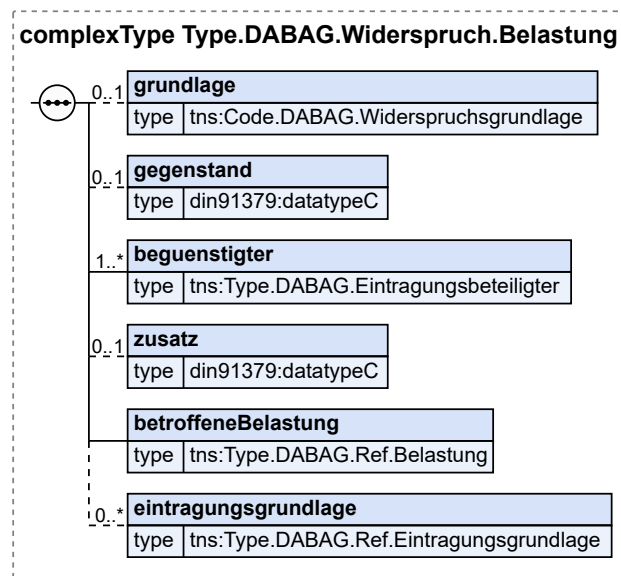 complexType Type.DABAG.Widerspruch.Belastung
0..1 grundlage
type tns:Code.DABAG.Widerspruchsgrundlage
0..1 gegenstand
type din91379:datatypeC
1..* beguenstigter
type tns:Type.DABAG.Eintragungsbeteiligter
0..1 zusatz
type din91379:datatypeC
betroffeneBelastung
type tns:Type.DABAG.Ref.Belastung
0..* eintragungsgrundlage
type tns:Type.DABAG.Ref.Eintragungsgrundlage